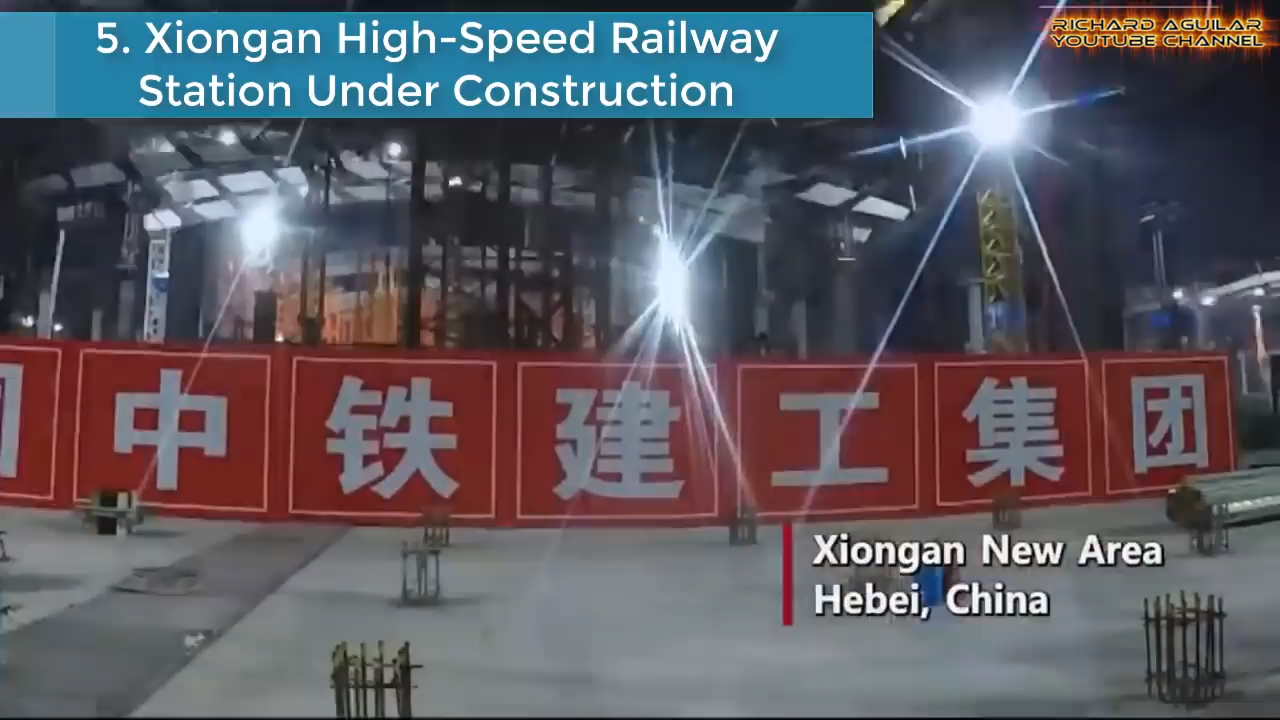 5. Xiongan High-Speed Railway
Station Under Construction
RICHARD AGUILAR
YOUTUBE CHANNEL
中铁建工集团
Xiongan New Area
Hebei, China